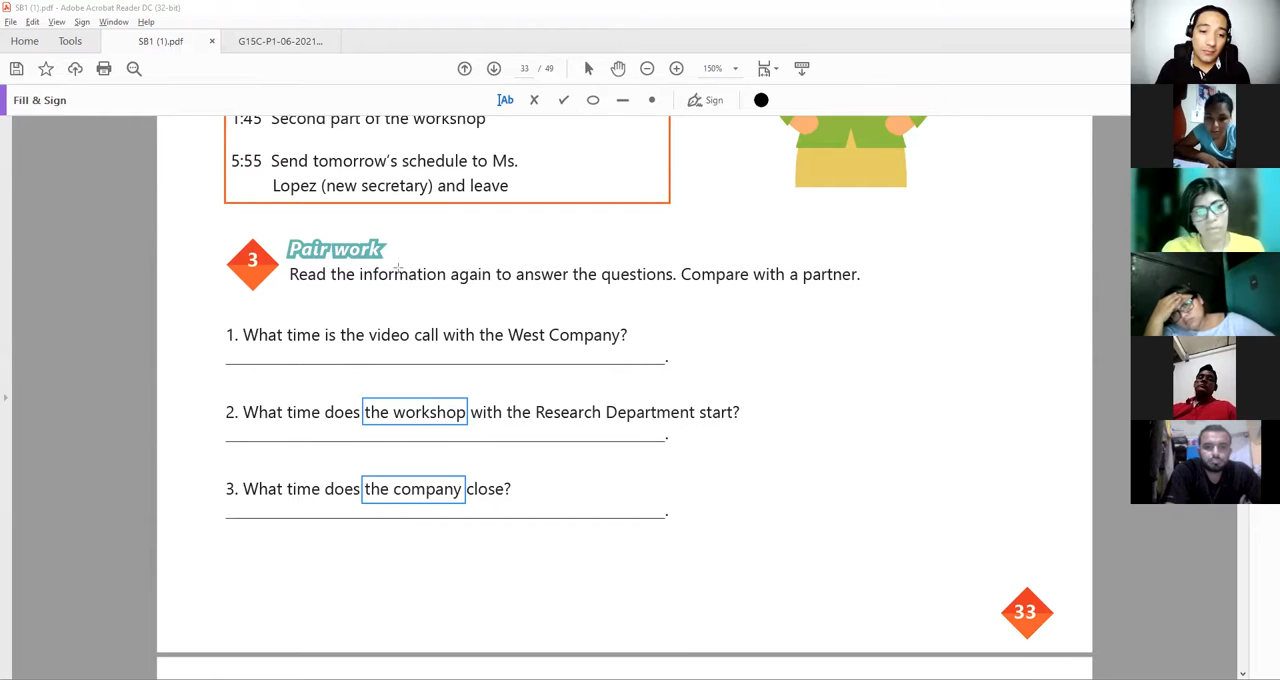 SB1 (1).pdf - Adobe Acrobat Reader DC (32-bit)
File Edit View Sign Window Help
Home Tools SB1 (1).pdf × G15C-P1-06-2021...
33 / 49 150%
Fill & Sign Ab Sign
1:45 Second part of the workshop
5:55 Send tomorrow's schedule to Ms.
Lopez (new secretary) and leave
3 Pair work
Read the information again to answer the questions. Compare with a partner.
1. What time is the video call with the West Company?
.
2. What time does the workshop with the Research Department start?
.
3. What time does the company close?
.
33